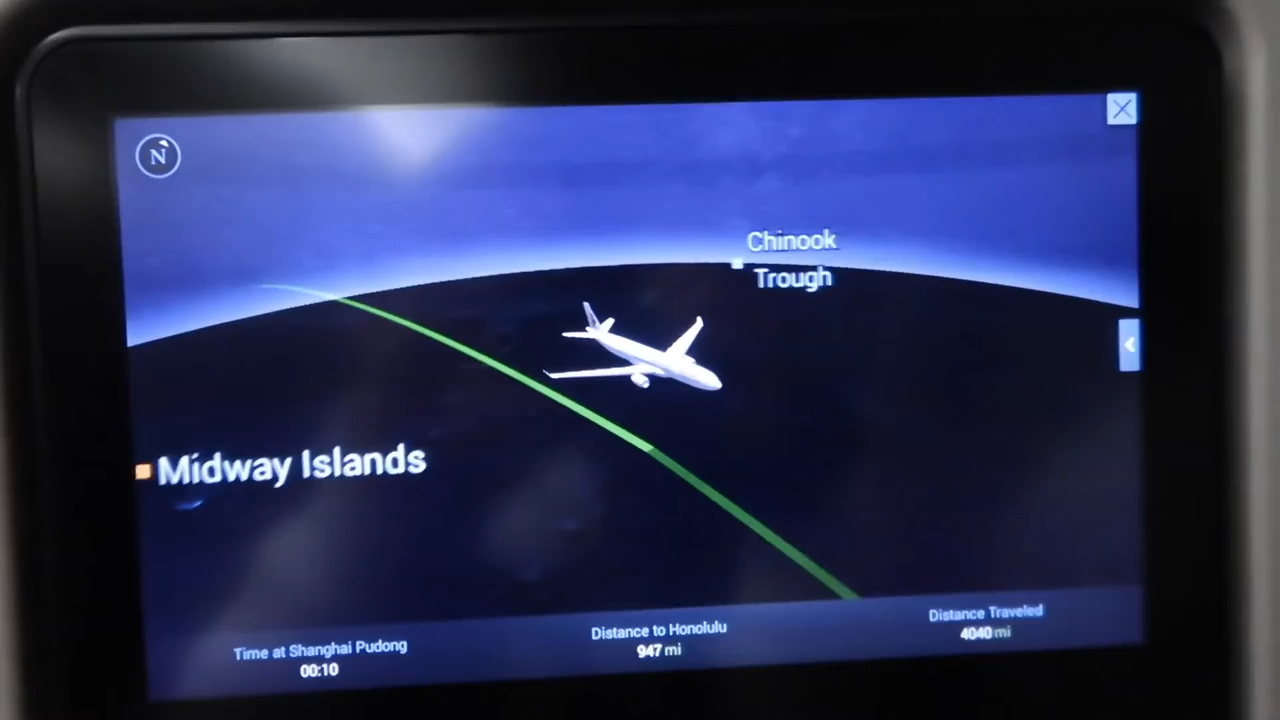 N
Chinook
Trough
Midway Islands
Time at Shanghai Pudong
00:10
Distance to Honolulu
947 mi
Distance Traveled
4040 mi